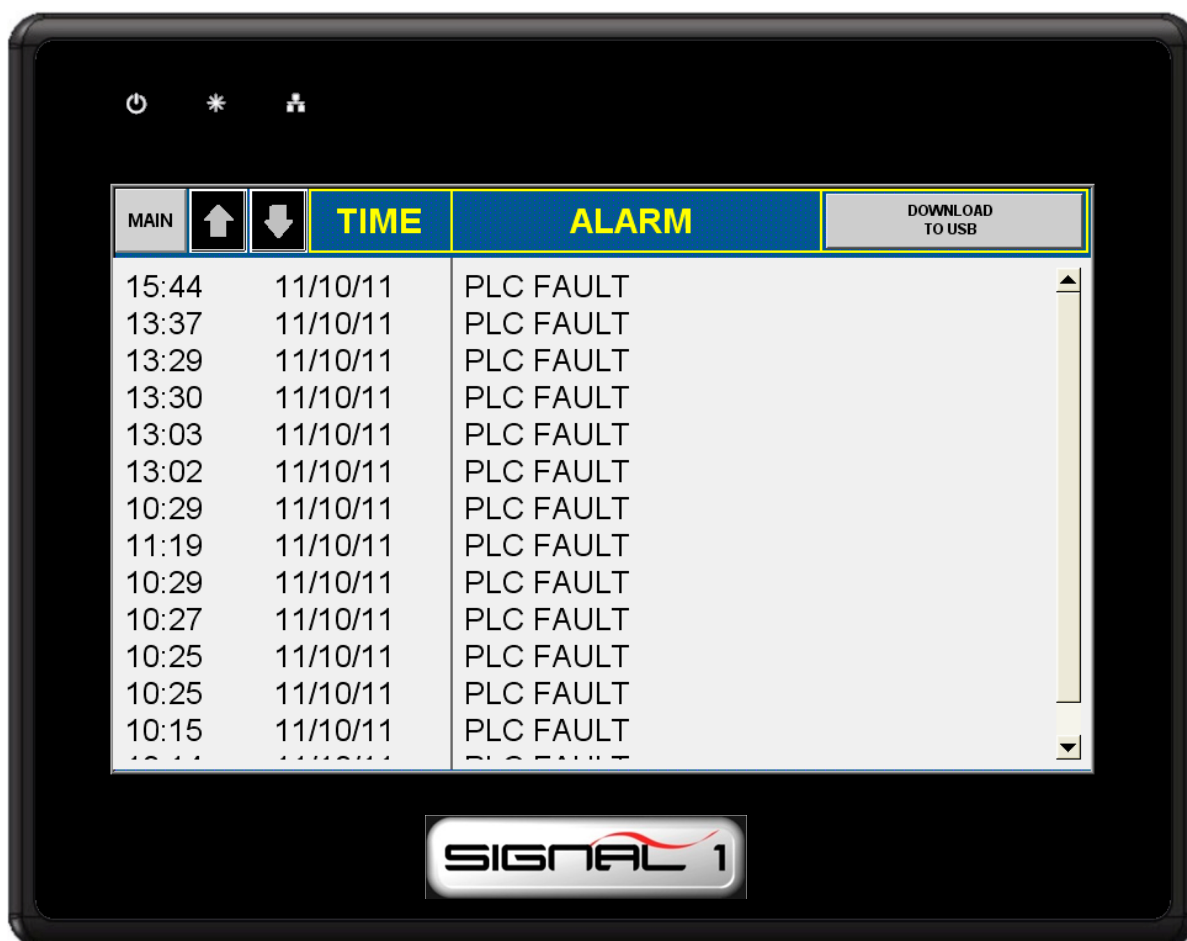 MAIN TIME ALARM DOWNLOAD
TO USB
15:44 11/10/11 PLC FAULT
13:37 11/10/11 PLC FAULT
13:29 11/10/11 PLC FAULT
13:30 11/10/11 PLC FAULT
13:03 11/10/11 PLC FAULT
13:02 11/10/11 PLC FAULT
10:29 11/10/11 PLC FAULT
11:19 11/10/11 PLC FAULT
10:29 11/10/11 PLC FAULT
10:27 11/10/11 PLC FAULT
10:25 11/10/11 PLC FAULT
10:25 11/10/11 PLC FAULT
10:15 11/10/11 PLC FAULT
SIGNAL 1